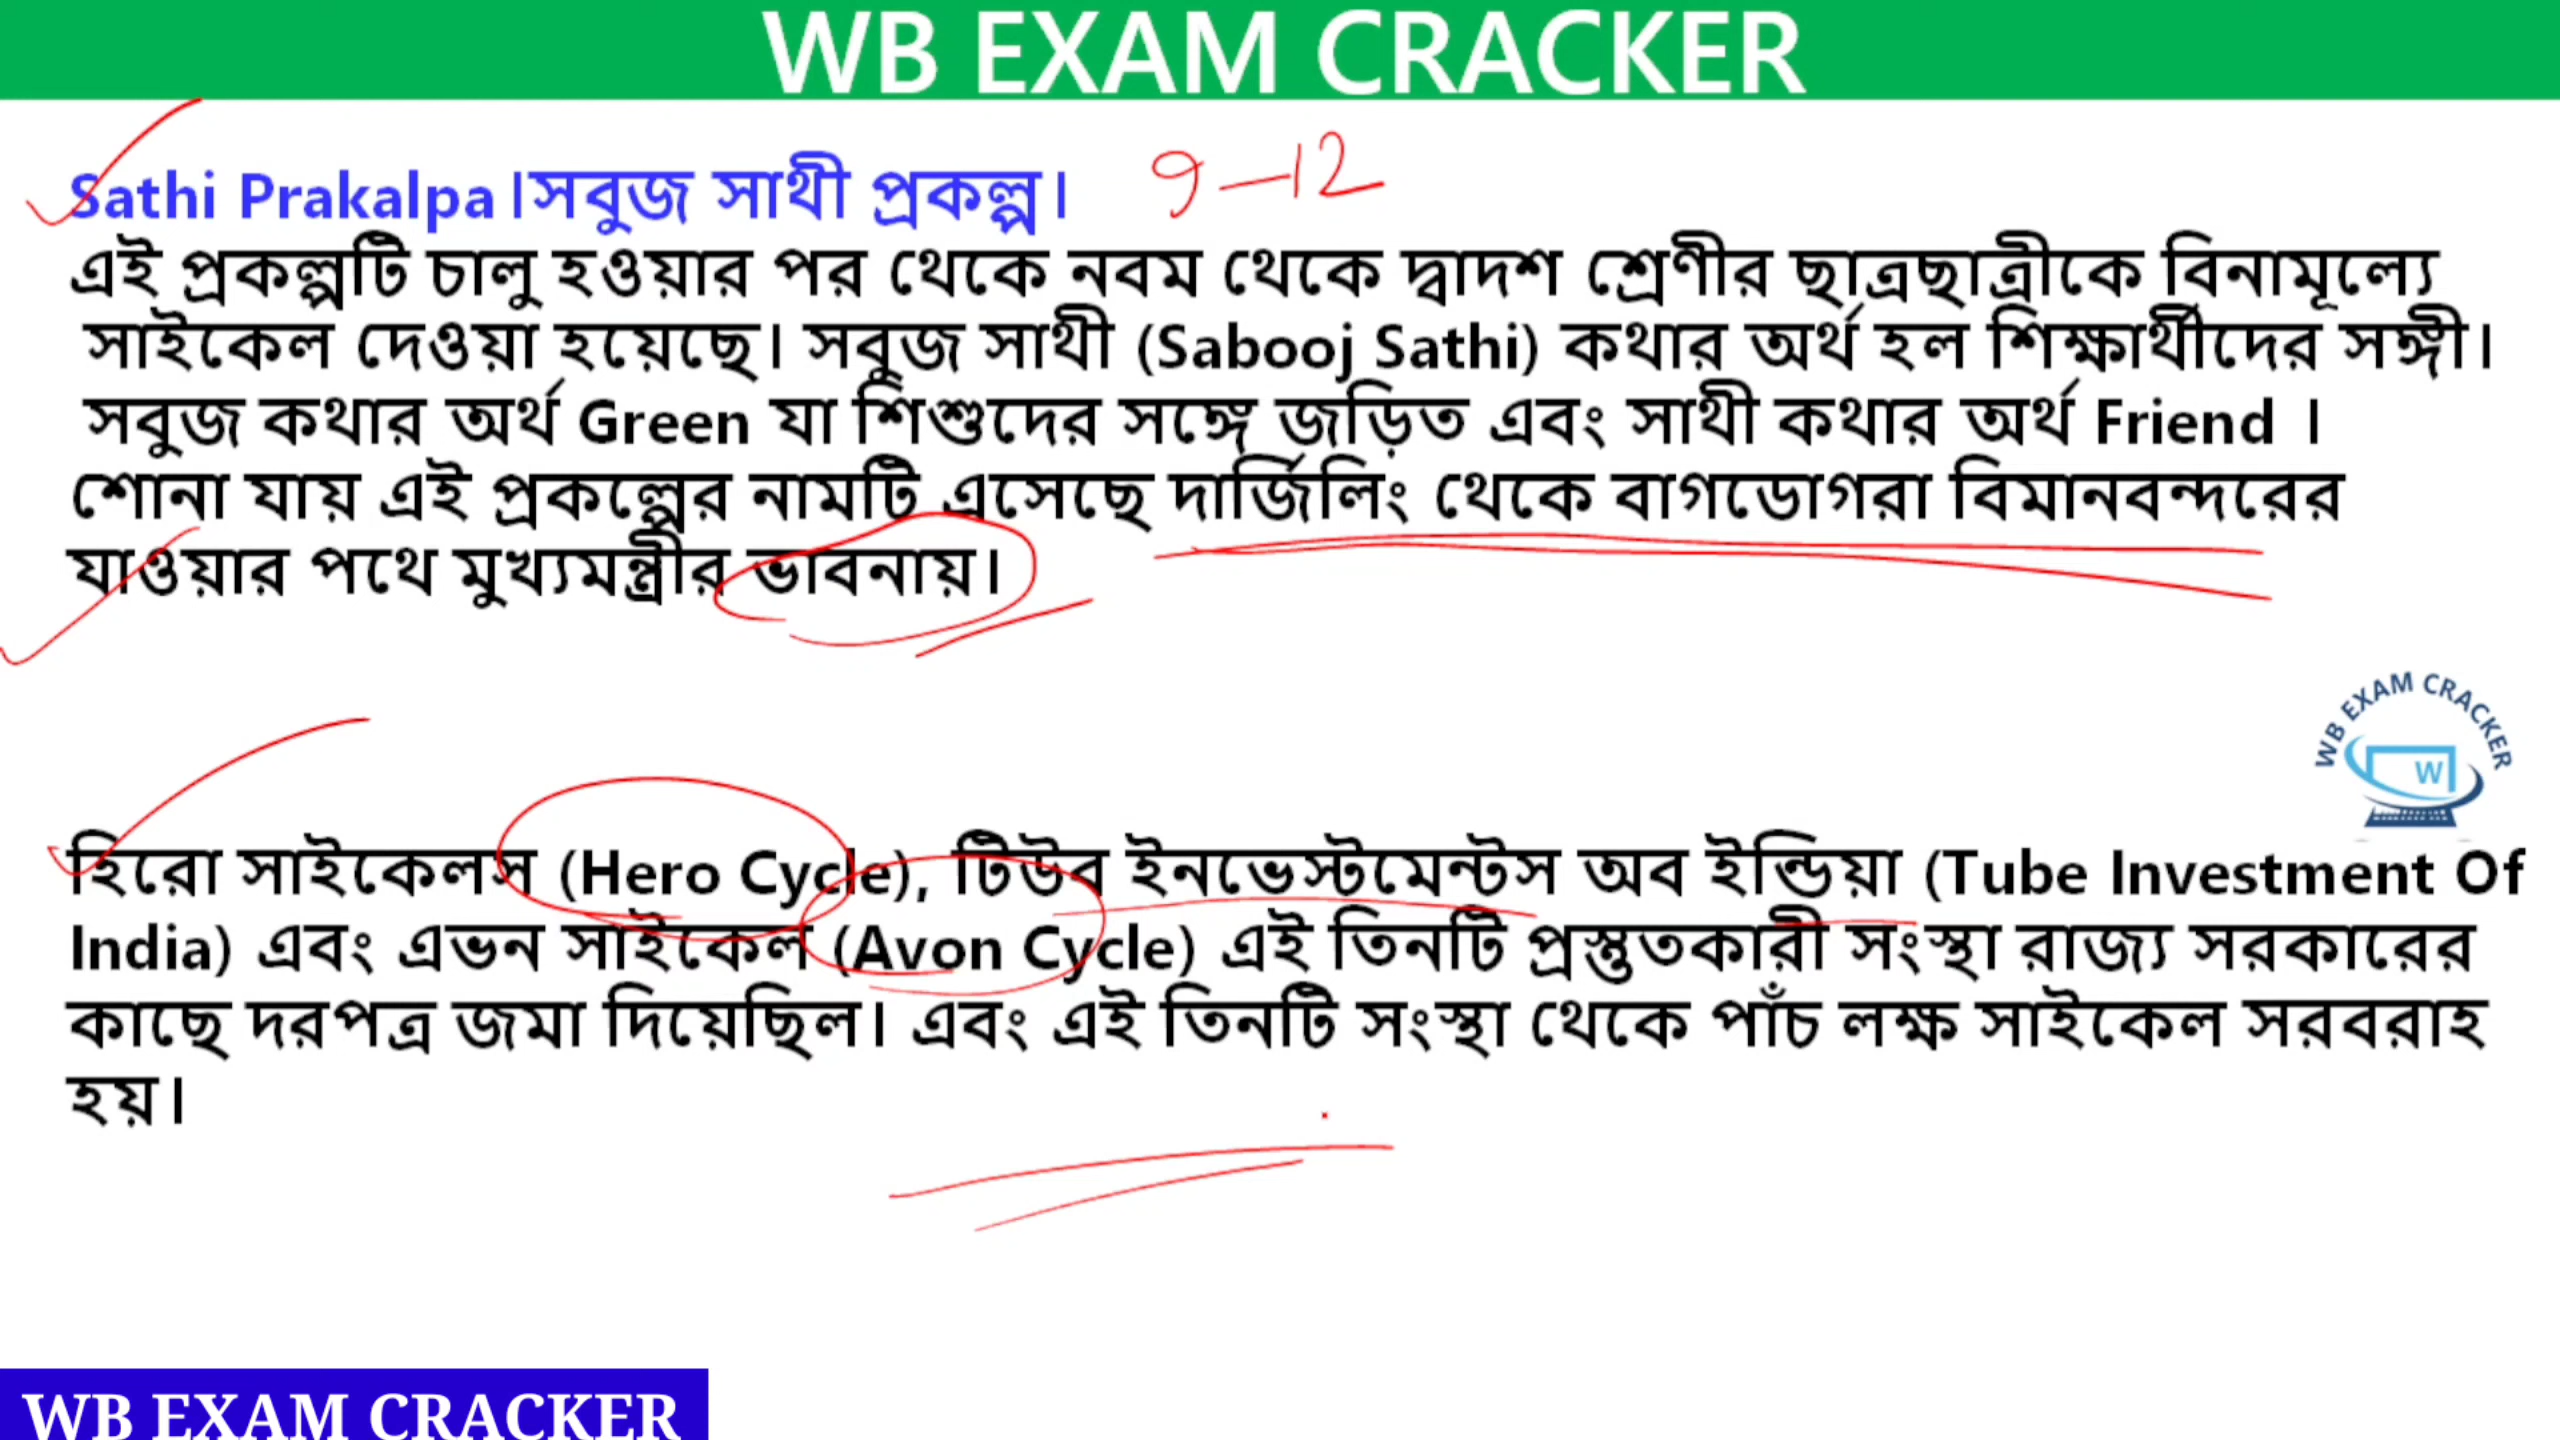 WB EXAM CRACKER
Sathi Prakalpa।সবুজ সাথী প্রকল্প। 9-12
এই প্রকল্পটি চালু হওয়ার পর থেকে নবম থেকে দ্বাদশ শ্রেণীর ছাত্রছাত্রীকে বিনামূল্যে
সাইকেল দেওয়া হয়েছে। সবুজ সাথী (Sabooj Sathi) কথার অর্থ হল শিক্ষার্থীদের সঙ্গী।
সবুজ কথার অর্থ Green যা শিশুদের সঙ্গে জড়িত এবং সাথী কথার অর্থ Friend ।
শোনা যায় এই প্রকল্পের নামটি এসেছে দার্জিলিং থেকে বাগডোগরা বিমানবন্দরের
যাওয়ার পথে মুখ্যমন্ত্রীর ভাবনায়।
WB EXAM CRACKER
W
হিরো সাইকেলস (Hero Cycle), টিউব ইনভেস্টমেন্টস অব ইন্ডিয়া (Tube Investment Of
India) এবং এভন সাইকেল (Avon Cycle) এই তিনটি প্রস্তুতকারী সংস্থা রাজ্য সরকারের
কাছে দরপত্র জমা দিয়েছিল। এবং এই তিনটি সংস্থা থেকে পাঁচ লক্ষ সাইকেল সরবরাহ
হয়।
WB EXAM CRACKER